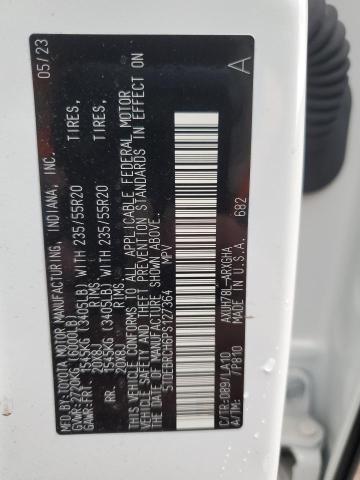 MFD. BY:
TOYOTA MOTOR MANUFACTURING, INDIANA, INC. 05/23
GVWR:2720KG (6000LB)
GAWR:FRT. 1545KG (3405LB) WITH 235/55R20 TIRES,
20X8J RIMS
RR. 1545KG (3405LB) WITH 235/55R20 TIRES,
20X8J RIMS
THIS VEHICLE CONFORMS TO ALL APPLICABLE FEDERAL MOTOR
VEHICLE SAFETY AND THEFT PREVENTION STANDARDS IN EFFECT ON
THE DATE OF MANUFACTURE SHOWN ABOVE.
5TDEBRCH6PS127364 MPV A
C/TR:089/LA10 AXUH78L-ARXGHA
A/TM: /P810 MADE IN U.S.A. 682